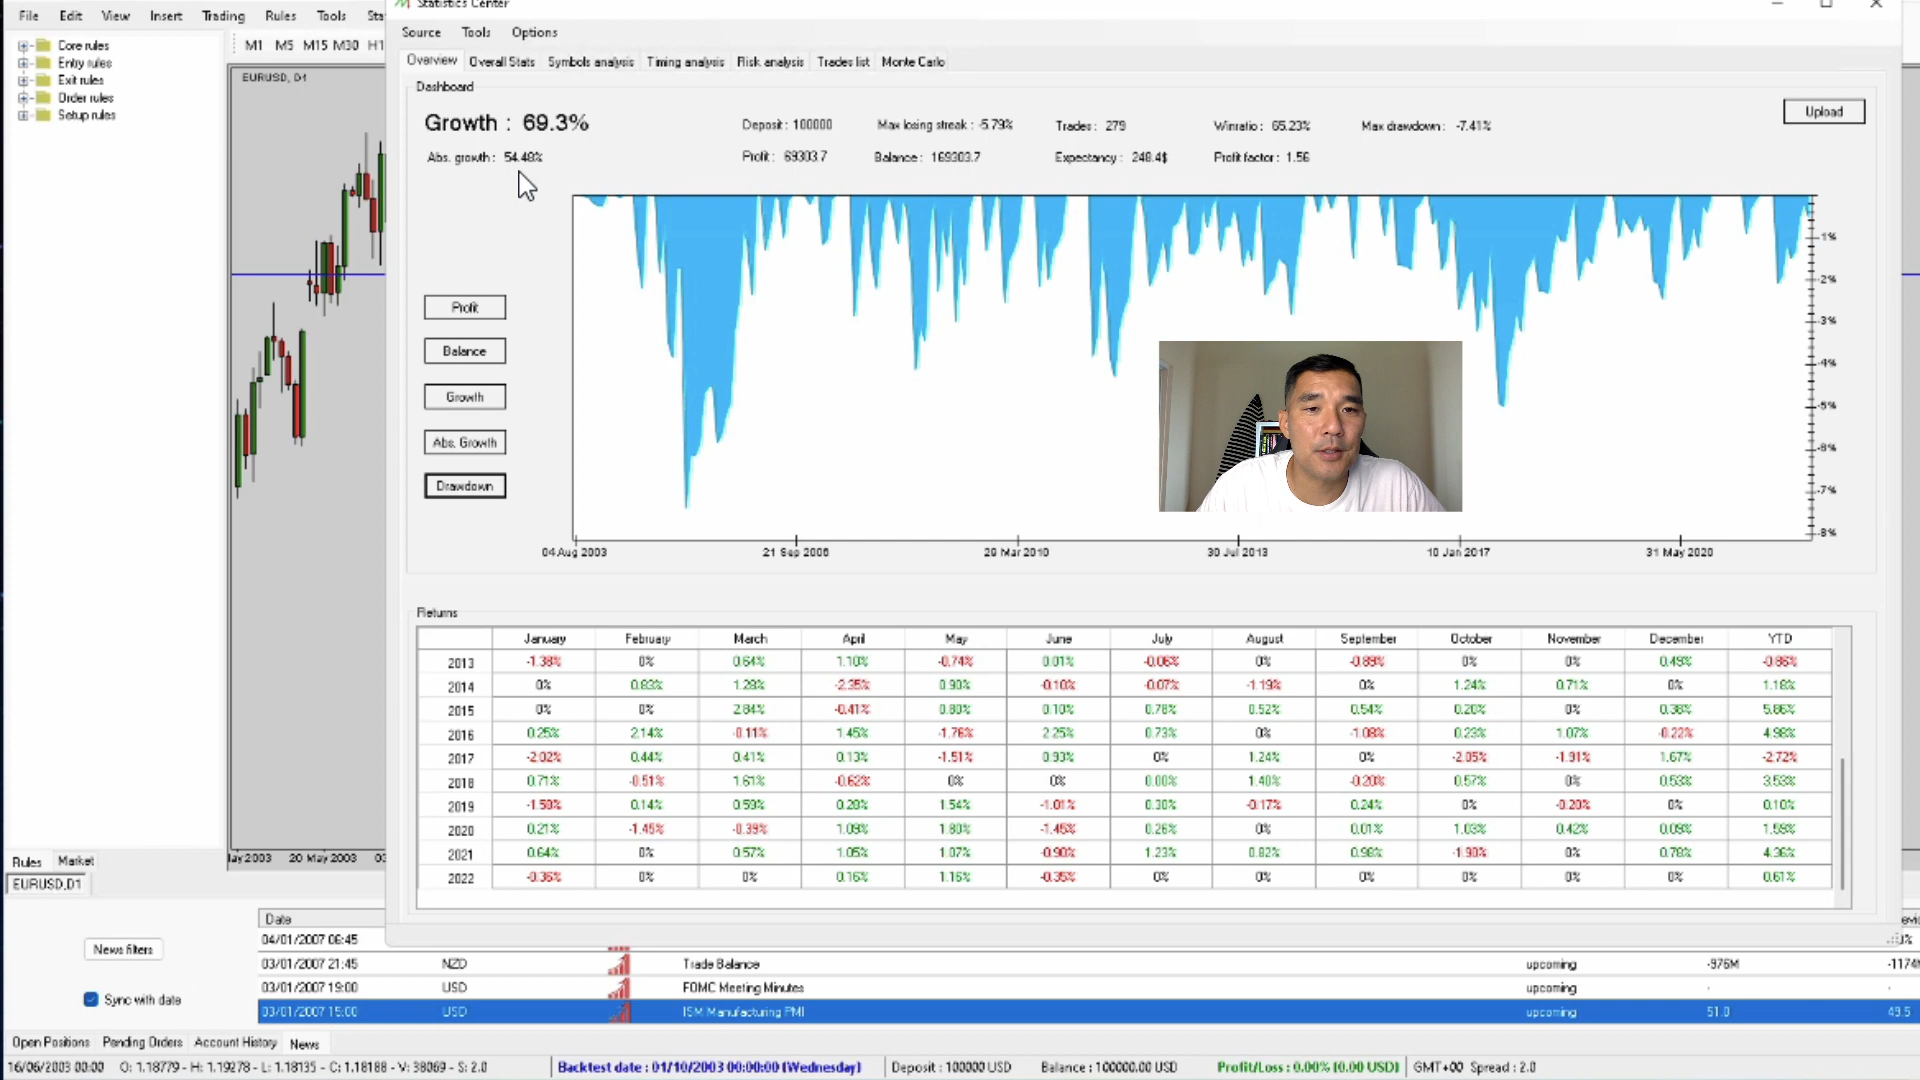 File Edit View Insert Trading Rules Tools
Statistics Center
Source Tools Options
Core rules
Entry rules
Exit rules
Order rules
Setup rules
M1 M5 M15 M30 H1
EURUSD, D1
Overview Overall Stats Symbols analysis Timing analysis Risk analysis Trades list Monte Carlo
Dashboard
Growth : 69.3%
Abs. growth : 54.48%
Deposit : 100000
Profit : 69303.7
Max losing streak : -5.79%
Balance : 169303.7
Trades : 279
Expectancy : 248.4$
Winratio : 65.23%
Profit factor : 1.56
Max drawdown : -7.41%
Upload
Profit
Balance
Growth
Abs. Growth
Drawdown
-1%
-2%
-3%
-4%
-5%
-6%
-7%
-8%
04 Aug 2003 21 Sep 2006 29 Mar 2010 30 Jul 2013 10 Jan 2017 31 May 2020
Returns
January February March April May June July August September October November December YTD
2013 -1.38% 0% 0.64% 1.10% -0.74% 0.01% -0.06% 0% -0.89% 0% 0% 0.49% -0.86%
2014 0% 0.83% 1.28% -2.35% 0.90% -0.10% -0.07% -1.19% 0% 1.24% 0.71% 0% 1.18%
2015 0% 0% 2.84% -0.41% 0.80% 0.10% 0.78% 0.52% 0.54% 0.20% 0% 0.38% 5.86%
2016 0.25% 2.14% -0.11% 1.45% -1.76% 2.25% 0.73% 0% -1.08% 0.23% 1.07% -0.22% 4.98%
2017 -2.02% 0.44% 0.41% 0.13% -1.51% 0.93% 0% 1.24% 0% -2.05% -1.91% 1.67% -2.72%
2018 0.71% -0.51% 1.61% -0.62% 0% 0% 0.00% 1.40% -0.20% 0.57% 0% 0.53% 3.53%
2019 -1.59% 0.14% 0.59% 0.28% 1.54% -1.01% 0.30% -0.17% 0.24% 0% -0.20% 0% 0.10%
2020 0.21% -1.45% -0.39% 1.09% 1.80% -1.45% 0.26% 0% 0.01% 1.03% 0.42% 0.09% 1.59%
2021 0.64% 0% 0.57% 1.05% 1.07% -0.90% 1.23% 0.82% 0.98% -1.90% 0% 0.78% 4.36%
2022 -0.36% 0% 0% 0.16% 1.16% -0.35% 0% 0% 0% 0% 0% 0% 0.61%
20 May 2003
Rules Market
EURUSD,D1
News filters
Sync with date
Date
04/01/2007 06:45
03/01/2007 21:45 NZD Trade Balance upcoming -976M
03/01/2007 19:00 USD FOMC Meeting Minutes upcoming
03/01/2007 15:00 USD ISM Manufacturing PMI upcoming 51.0 49.5
Open Positions Pending Orders Account History News
16/06/2003 00:00 O: 1.18779 - H: 1.19278 - L: 1.18135 - C: 1.18188 - V: 38069 - S: 2.0 Backtest date : 01/10/2003 00:00:00 (Wednesday) Deposit : 100000 USD Balance : 100000.00 USD Profit/Loss : 0.00% (0.00 USD) GMT+00 Spread : 2.0